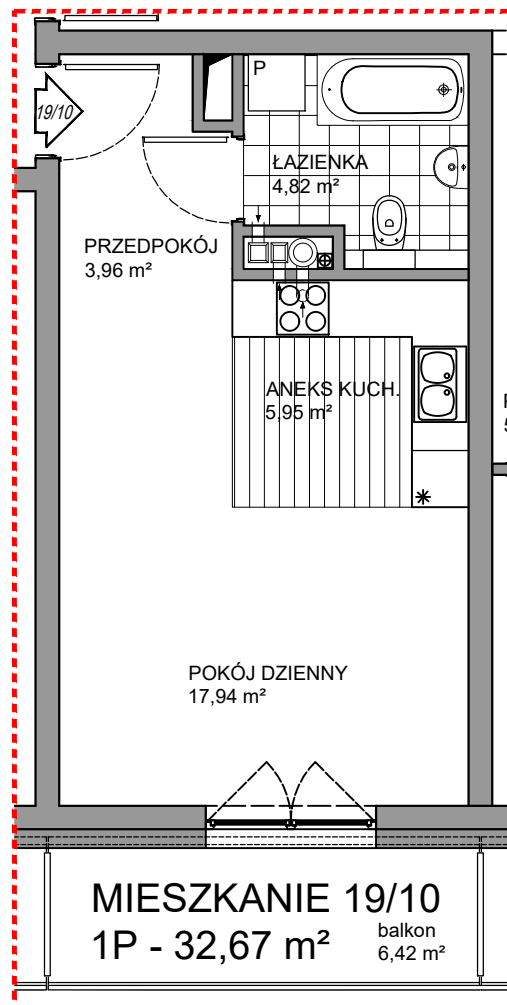 P
19/10
ŁAZIENKA
4,82 m²
PRZEDPOKÓJ
3,96 m²
ANEKS KUCH.
5,95 m²
POKÓJ DZIENNY
17,94 m²
MIESZKANIE 19/10
1P - 32,67 m²
balkon
6,42 m²